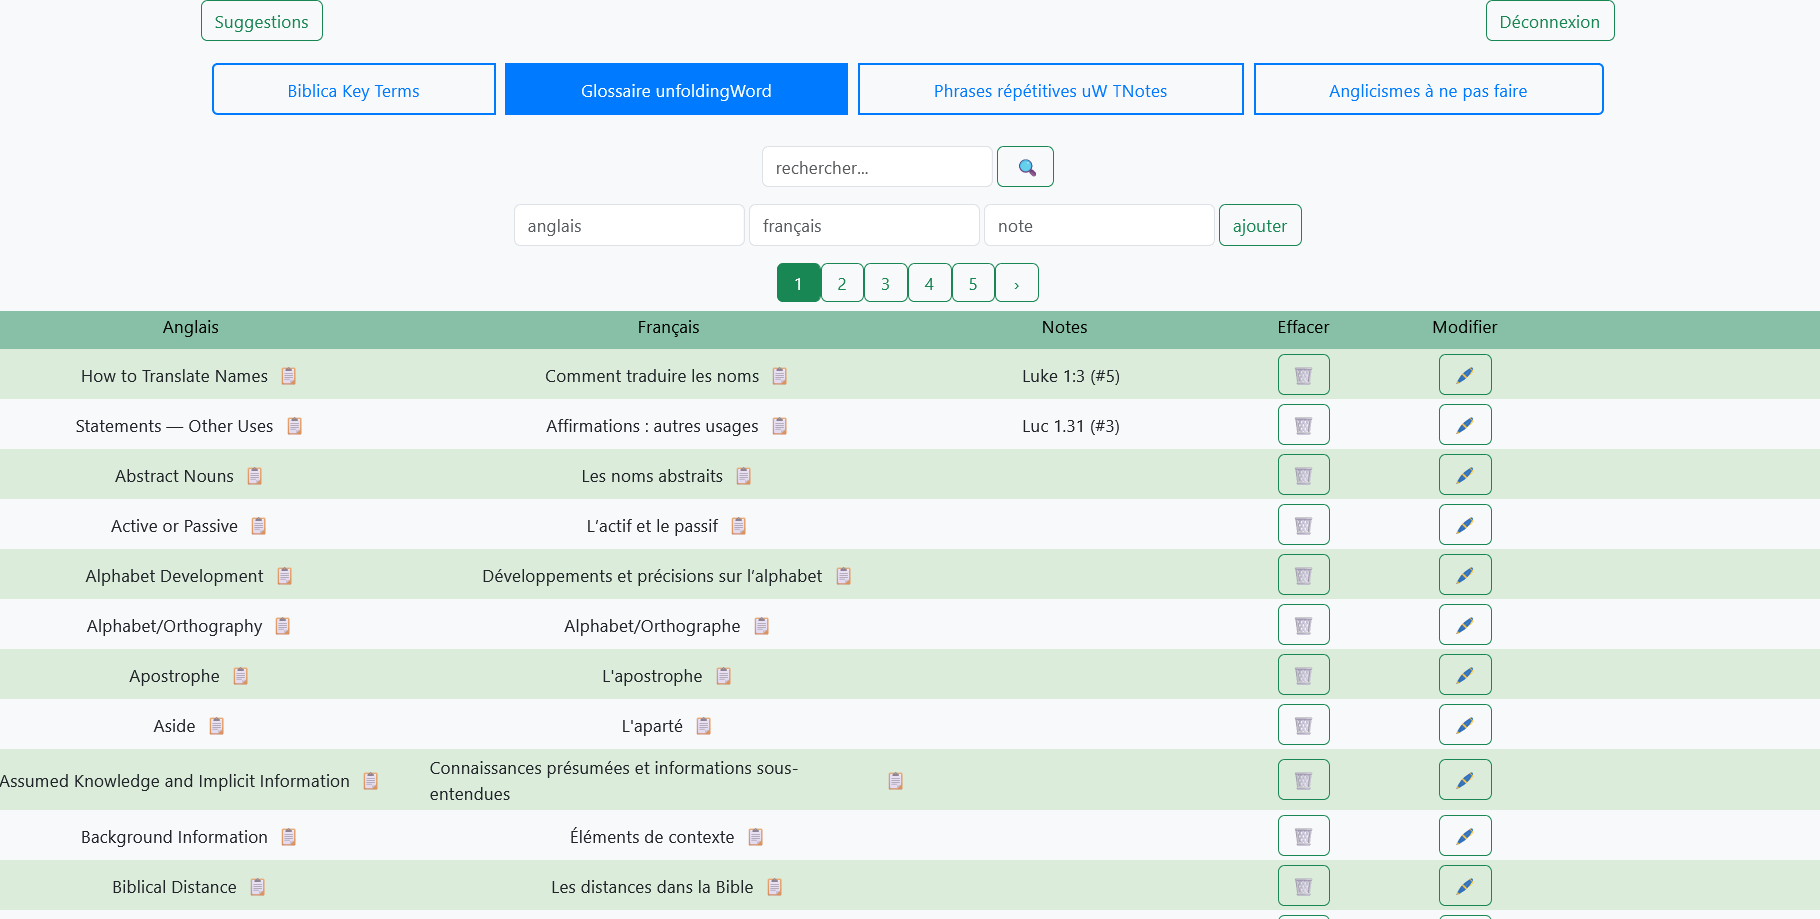 Suggestions Déconnexion
Biblica Key Terms Glossaire unfoldingWord Phrases répétitives uW TNotes Anglicismes à ne pas faire
rechercher...
anglais français note ajouter
1 2 3 4 5 ›
Anglais Français Notes Effacer Modifier
How to Translate Names Comment traduire les noms Luke 1:3 (#5)
Statements — Other Uses Affirmations : autres usages Luc 1.31 (#3)
Abstract Nouns Les noms abstraits
Active or Passive L’actif et le passif
Alphabet Development Développements et précisions sur l’alphabet
Alphabet/Orthography Alphabet/Orthographe
Apostrophe L'apostrophe
Aside L'aparté
Assumed Knowledge and Implicit Information Connaissances présumées et informations sous-
entendues
Background Information Éléments de contexte
Biblical Distance Les distances dans la Bible